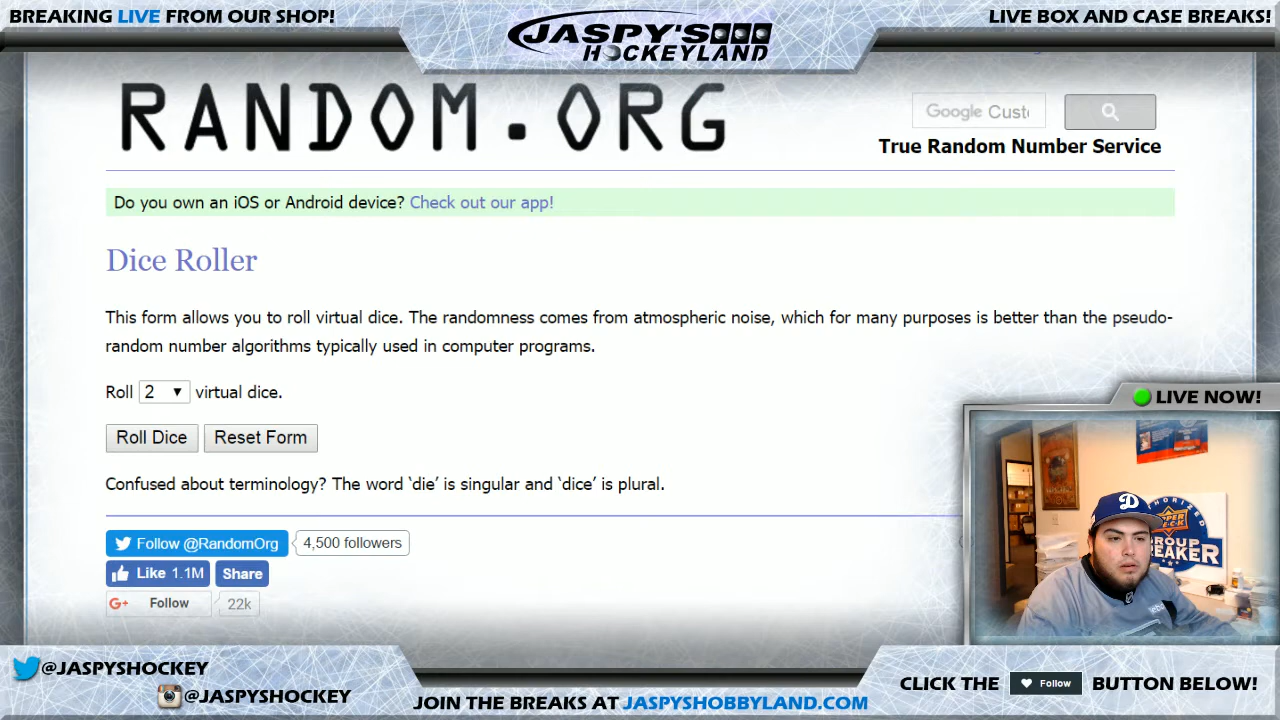 BREAKING LIVE FROM OUR SHOP!
JASPY'S
HOCKEYLAND
LIVE BOX AND CASE BREAKS!
RANDOM.ORG
Google
True Random Number Service
Do you own an iOS or Android device? Check out our app!
Dice Roller
This form allows you to roll virtual dice. The randomness comes from atmospheric noise, which for many purposes is better than the pseudo-
random number algorithms typically used in computer programs.
Roll 2 virtual dice.
Roll Dice Reset Form
Confused about terminology? The word ‘die’ is singular and ‘dice’ is plural.
Follow @RandomOrg 4,500 followers
Like 1.1M Share
G+ Follow 22k
LIVE NOW!
D
UPPER
DECK
GROUP
BREAKER
@JASPYSHOCKEY
@JASPYSHOCKEY
JOIN THE BREAKS AT JASPYSHOBBYLAND.COM
CLICK THE Follow BUTTON BELOW!